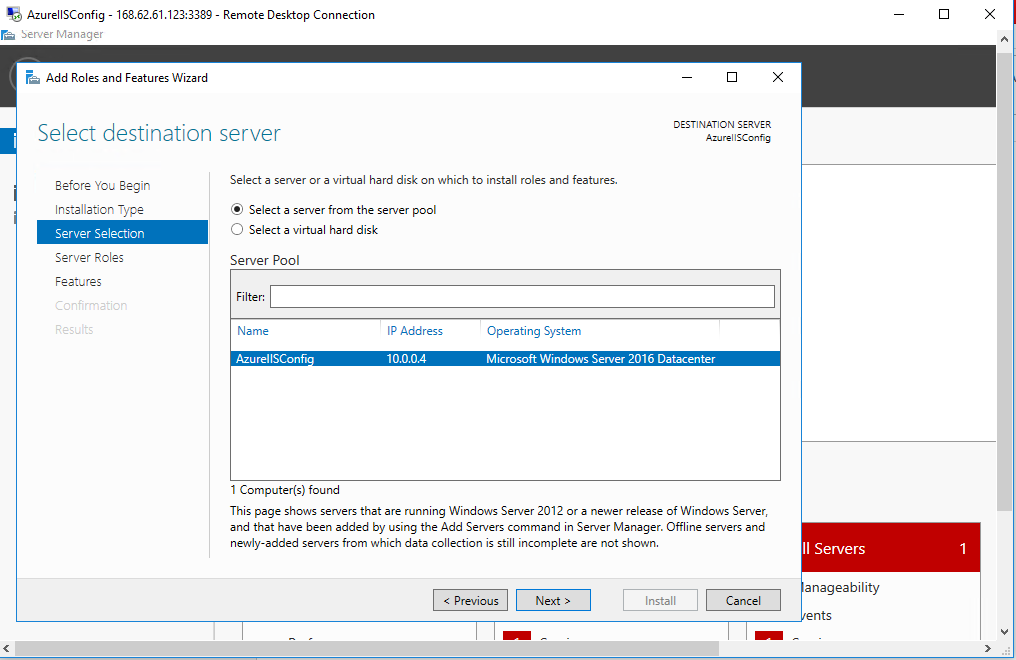 AzureIISConfig - 168.62.61.123:3389 - Remote Desktop Connection
Server Manager
Add Roles and Features Wizard
Select destination server
DESTINATION SERVER
AzureIISConfig
Before You Begin
Installation Type
Server Selection
Server Roles
Features
Confirmation
Results
Select a server or a virtual hard disk on which to install roles and features.
Select a server from the server pool
Select a virtual hard disk
Server Pool
Filter:
Name IP Address Operating System
AzureIISConfig 10.0.0.4 Microsoft Windows Server 2016 Datacenter
1 Computer(s) found
This page shows servers that are running Windows Server 2012 or a newer release of Windows Server,
and that have been added by using the Add Servers command in Server Manager. Offline servers and
newly-added servers from which data collection is still incomplete are not shown.
< Previous Next > Install Cancel
ll Servers 1
anageability
vents